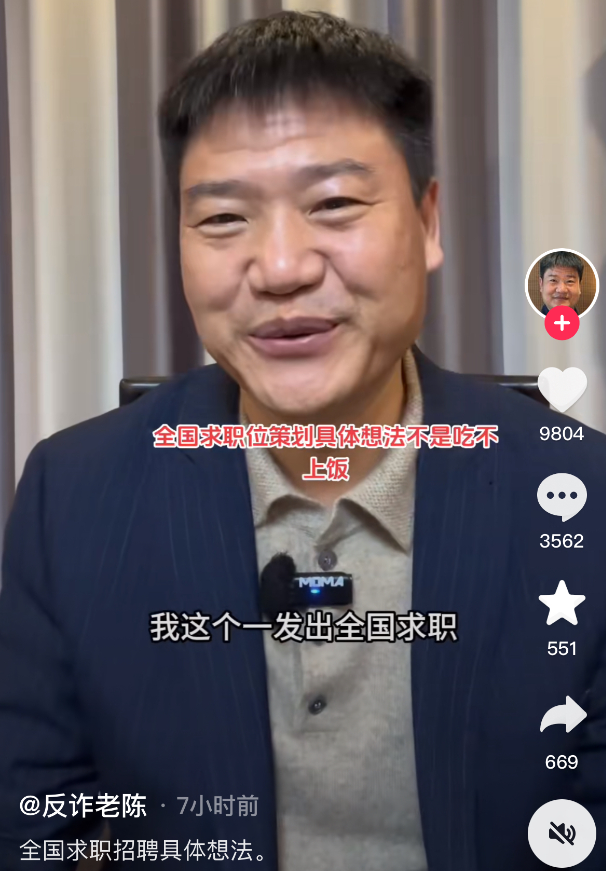 全国求职位策划具体想法不是吃不
上饭
9804
3562
MOMA
551
我这个一发出全国求职
669
@反诈老陈 · 7小时前
全国求职招聘具体想法。